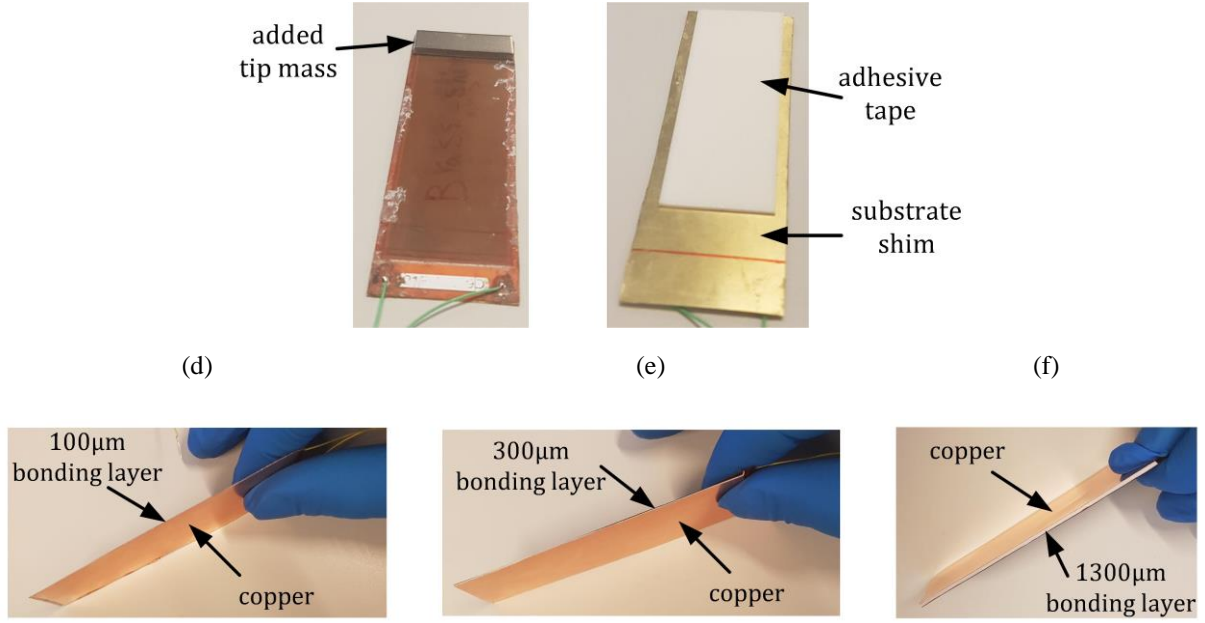 added
tip mass
adhesive
tape
substrate
shim
(d)
(e)
(f)
100μm
bonding layer
copper
300μm
bonding layer
copper
copper
1300μm
bonding layer